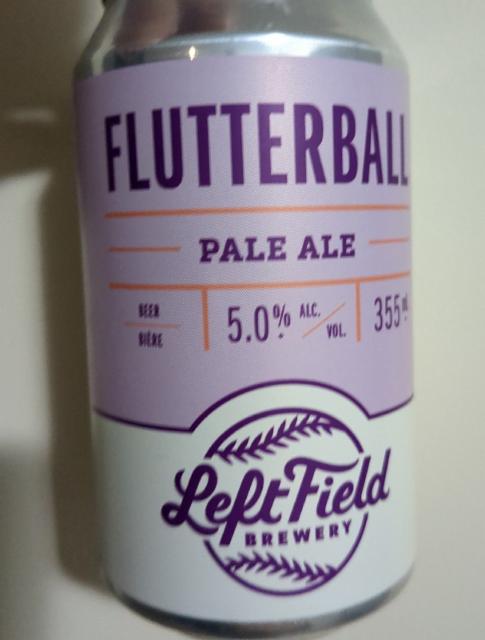 FLUTTERBALL
PALE ALE
BEER
BIÈRE
5.0% ALC. / VOL.
355 ml
Left Field
BREWERY